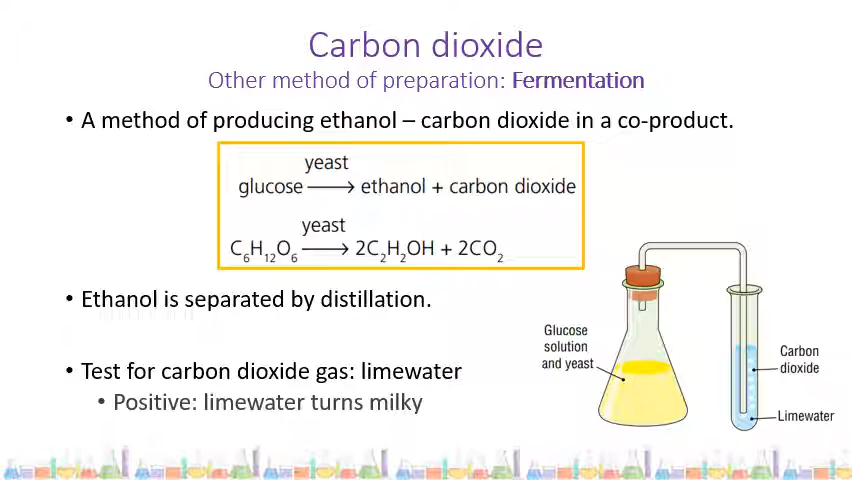 Carbon dioxide
Other method of preparation: Fermentation
• A method of producing ethanol – carbon dioxide in a co-product.
yeast
glucose ⟶ ethanol + carbon dioxide
yeast
C₆H₁₂O₆ ⟶ 2C₂H₂OH + 2CO₂
• Ethanol is separated by distillation.
• Test for carbon dioxide gas: limewater
• Positive: limewater turns milky
Glucose
solution
and yeast
Carbon
dioxide
Limewater